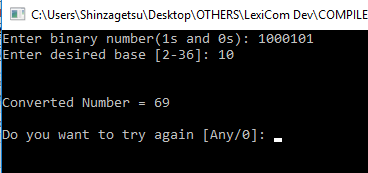 C:\Users\Shinzagetsu\Desktop\OTHERS\LexiCom Dev\COMPILE
Enter binary number(1s and 0s): 1000101
Enter desired base [2-36]: 10
Converted Number = 69
Do you want to try again [Any/0]: _